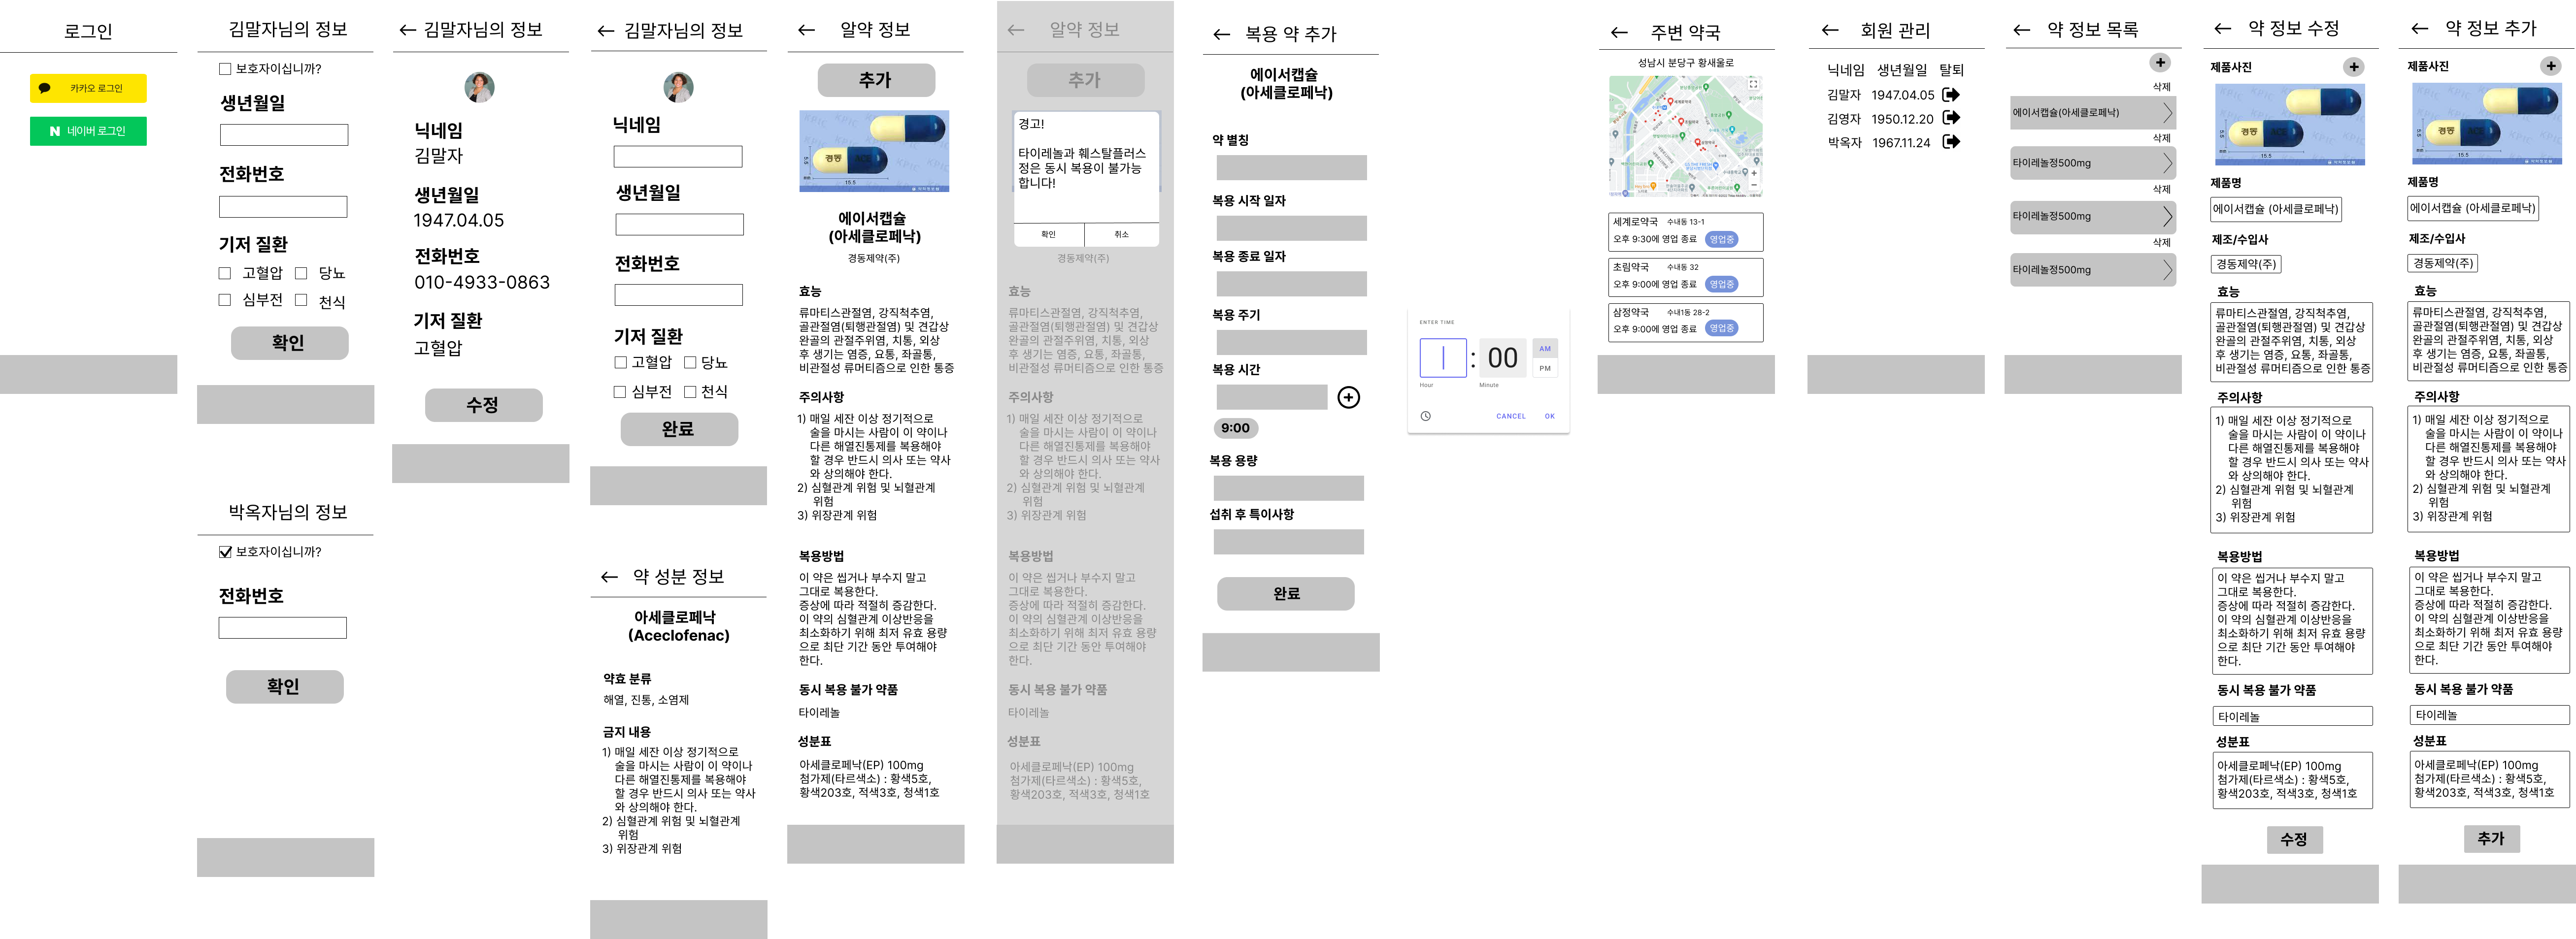 로그인
카카오 로그인
N 네이버 로그인
김말자님의 정보
보호자이십니까?
생년월일
전화번호
기저 질환
고혈압 당뇨
심부전 천식
확인
박옥자님의 정보
보호자이십니까?
전화번호
확인
김말자님의 정보
닉네임
김말자
생년월일
1947.04.05
전화번호
010-4933-0863
기저 질환
고혈압
수정
김말자님의 정보
닉네임
생년월일
전화번호
기저 질환
고혈압 당뇨
심부전 천식
완료
약 성분 정보
아세클로페낙
(Aceclofenac)
약효 분류
해열, 진통, 소염제
금지 내용
1) 매일 세잔 이상 정기적으로
술을 마시는 사람이 이 약이나
다른 해열진통제를 복용해야
할 경우 반드시 의사 또는 약사
와 상의해야 한다.
2) 심혈관계 위험 및 뇌혈관계
위험
3) 위장관계 위험
알약 정보
추가
경동 ACE
5.5
15.5
에이서캡슐
(아세클로페낙)
경동제약(주)
효능
류마티스관절염, 강직척추염,
골관절염(퇴행관절염) 및 견갑상
완골의 관절주위염, 치통, 외상
후 생기는 염증, 요통, 좌골통,
비관절성 류머티즘으로 인한 통증
주의사항
1) 매일 세잔 이상 정기적으로
술을 마시는 사람이 이 약이나
다른 해열진통제를 복용해야
할 경우 반드시 의사 또는 약사
와 상의해야 한다.
2) 심혈관계 위험 및 뇌혈관계
위험
3) 위장관계 위험
복용방법
이 약은 씹거나 부수지 말고
그대로 복용한다.
증상에 따라 적절히 증감한다.
이 약의 심혈관계 이상반응을
최소화하기 위해 최저 유효 용량
으로 최단 기간 동안 투여해야
한다.
동시 복용 불가 약품
타이레놀
성분표
아세클로페낙(EP) 100mg
첨가제(타르색소) : 황색5호,
황색203호, 적색3호, 청색1호
알약 정보
추가
경고!
타이레놀과 훼스탈플러스
정은 동시 복용이 불가능
합니다!
확인 취소
경동제약(주)
효능
류마티스관절염, 강직척추염,
골관절염(퇴행관절염) 및 견갑상
완골의 관절주위염, 치통, 외상
후 생기는 염증, 요통, 좌골통,
비관절성 류머티즘으로 인한 통증
주의사항
1) 매일 세잔 이상 정기적으로
술을 마시는 사람이 이 약이나
다른 해열진통제를 복용해야
할 경우 반드시 의사 또는 약사
와 상의해야 한다.
2) 심혈관계 위험 및 뇌혈관계
위험
3) 위장관계 위험
복용방법
이 약은 씹거나 부수지 말고
그대로 복용한다.
증상에 따라 적절히 증감한다.
이 약의 심혈관계 이상반응을
최소화하기 위해 최저 유효 용량
으로 최단 기간 동안 투여해야
한다.
동시 복용 불가 약품
타이레놀
성분표
아세클로페낙(EP) 100mg
첨가제(타르색소) : 황색5호,
황색203호, 적색3호, 청색1호
복용 약 추가
에이서캡슐
(아세클로페낙)
약 별칭
복용 시작 일자
복용 종료 일자
복용 주기
복용 시간
9:00
복용 용량
섭취 후 특이사항
완료
ENTER TIME
: 00
AM
PM
Hour Minute
CANCEL OK
주변 약국
성남시 분당구 황새울로
세계로약국 수내동 13-1
오후 9:30에 영업 종료 영업중
초림약국 수내동 32
오후 9:00에 영업 종료 영업중
삼정약국 수내1동 28-2
오후 9:00에 영업 종료 영업중
회원 관리
닉네임 생년월일 탈퇴
김말자 1947.04.05
김영자 1950.12.20
박옥자 1967.11.24
약 정보 목록
삭제
에이서캡슐(아세클로페낙)
삭제
타이레놀정500mg
삭제
타이레놀정500mg
삭제
타이레놀정500mg
약 정보 수정
제품사진
경동 ACE
5.5
15.5
제품명
에이서캡슐 (아세클로페낙)
제조/수입사
경동제약(주)
효능
류마티스관절염, 강직척추염,
골관절염(퇴행관절염) 및 견갑상
완골의 관절주위염, 치통, 외상
후 생기는 염증, 요통, 좌골통,
비관절성 류머티즘으로 인한 통증
주의사항
1) 매일 세잔 이상 정기적으로
술을 마시는 사람이 이 약이나
다른 해열진통제를 복용해야
할 경우 반드시 의사 또는 약사
와 상의해야 한다.
2) 심혈관계 위험 및 뇌혈관계
위험
3) 위장관계 위험
복용방법
이 약은 씹거나 부수지 말고
그대로 복용한다.
증상에 따라 적절히 증감한다.
이 약의 심혈관계 이상반응을
최소화하기 위해 최저 유효 용량
으로 최단 기간 동안 투여해야
한다.
동시 복용 불가 약품
타이레놀
성분표
아세클로페낙(EP) 100mg
첨가제(타르색소) : 황색5호,
황색203호, 적색3호, 청색1호
수정
약 정보 추가
제품사진
경동 ACE
5.5
15.5
제품명
에이서캡슐 (아세클로페낙)
제조/수입사
경동제약(주)
효능
류마티스관절염, 강직척추염,
골관절염(퇴행관절염) 및 견갑상
완골의 관절주위염, 치통, 외상
후 생기는 염증, 요통, 좌골통,
비관절성 류머티즘으로 인한 통증
주의사항
1) 매일 세잔 이상 정기적으로
술을 마시는 사람이 이 약이나
다른 해열진통제를 복용해야
할 경우 반드시 의사 또는 약사
와 상의해야 한다.
2) 심혈관계 위험 및 뇌혈관계
위험
3) 위장관계 위험
복용방법
이 약은 씹거나 부수지 말고
그대로 복용한다.
증상에 따라 적절히 증감한다.
이 약의 심혈관계 이상반응을
최소화하기 위해 최저 유효 용량
으로 최단 기간 동안 투여해야
한다.
동시 복용 불가 약품
타이레놀
성분표
아세클로페낙(EP) 100mg
첨가제(타르색소) : 황색5호,
황색203호, 적색3호, 청색1호
추가